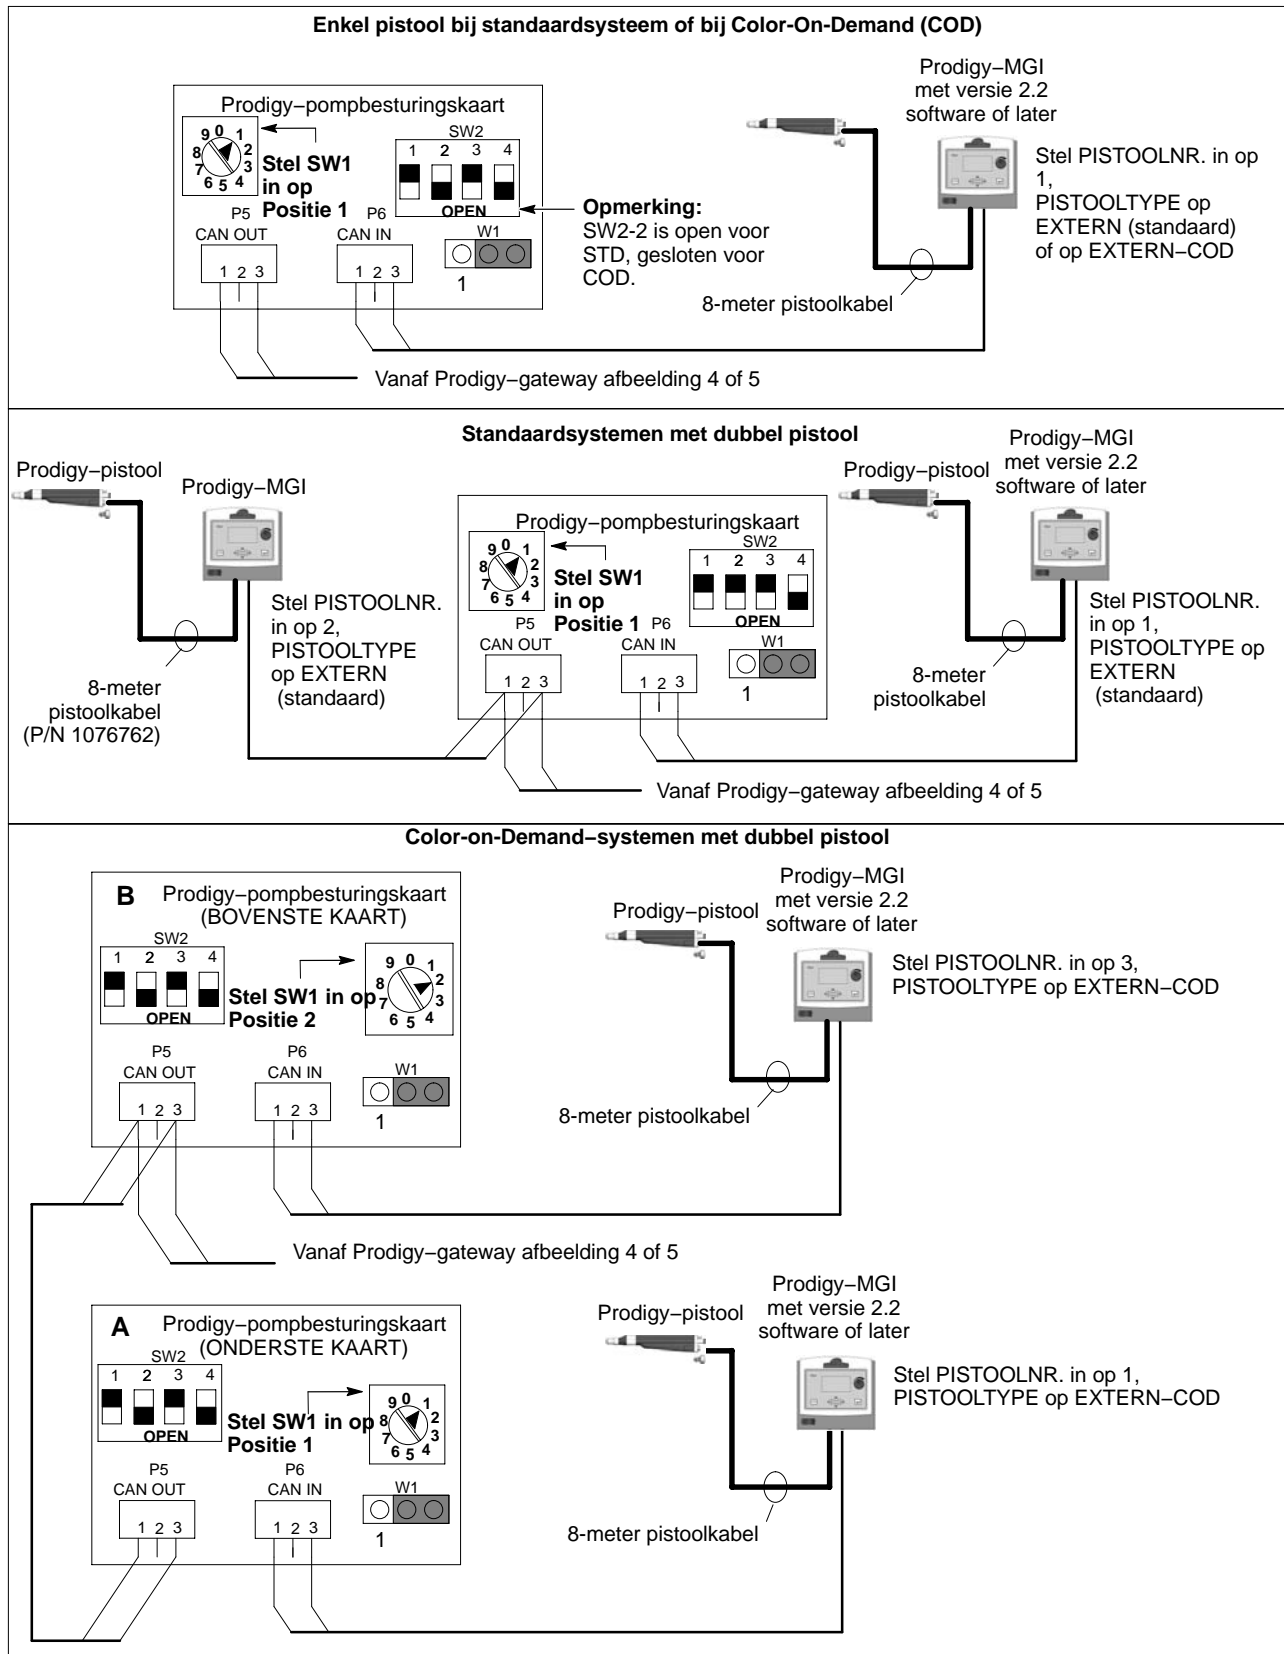 Enkel pistool bij standaardsysteem of bij Color-On-Demand (COD)
Prodigy–MGI
met versie 2.2
software of later
Prodigy–pompbesturingskaart
SW2
9 0 1 2 3 4 5 6 7 8
1 2 3 4
Stel SW1
in op
Positie 1
OPEN
Stel PISTOOLNR. in op
1,
PISTOOLTYPE op
EXTERN (standaard)
of op EXTERN–COD
Opmerking:
SW2-2 is open voor
STD, gesloten voor
COD.
P5
CAN OUT
P6
CAN IN
W1
1 2 3
1 2 3
1
8-meter pistoolkabel
Vanaf Prodigy–gateway afbeelding 4 of 5
Standaardsystemen met dubbel pistool
Prodigy–pistool
Prodigy–MGI
Prodigy–pistool
Prodigy–MGI
met versie 2.2
software of later
Prodigy–pompbesturingskaart
SW2
9 0 1 2 3 4 5 6 7 8
1 2 3 4
Stel SW1
in op
Positie 1
OPEN
Stel PISTOOLNR.
in op 2,
PISTOOLTYPE
op EXTERN
(standaard)
Stel PISTOOLNR.
in op 1,
PISTOOLTYPE op
EXTERN
(standaard)
P5
CAN OUT
P6
CAN IN
W1
1 2 3
1 2 3
1
8-meter
pistoolkabel
(P/N 1076762)
8-meter
pistoolkabel
Vanaf Prodigy–gateway afbeelding 4 of 5
Color-on-Demand–systemen met dubbel pistool
B
Prodigy–pompbesturingskaart
(BOVENSTE KAART)
SW2
1 2 3 4
OPEN
Stel SW1 in op
Positie 2
9 0 1 2 3 4 5 6 7 8
Prodigy–pistool
Prodigy–MGI
met versie 2.2
software of later
Stel PISTOOLNR. in op 3,
PISTOOLTYPE op EXTERN–COD
P5
CAN OUT
P6
CAN IN
W1
1 2 3
1 2 3
1
8-meter pistoolkabel
Vanaf Prodigy–gateway afbeelding 4 of 5
A
Prodigy–pompbesturingskaart
(ONDERSTE KAART)
SW2
1 2 3 4
OPEN
Stel SW1 in op
Positie 1
9 0 1 2 3 4 5 6 7 8
Prodigy–pistool
Prodigy–MGI
met versie 2.2
software of later
Stel PISTOOLNR. in op 1,
PISTOOLTYPE op EXTERN–COD
P5
CAN OUT
P6
CAN IN
W1
1 2 3
1 2 3
1
8-meter pistoolkabel